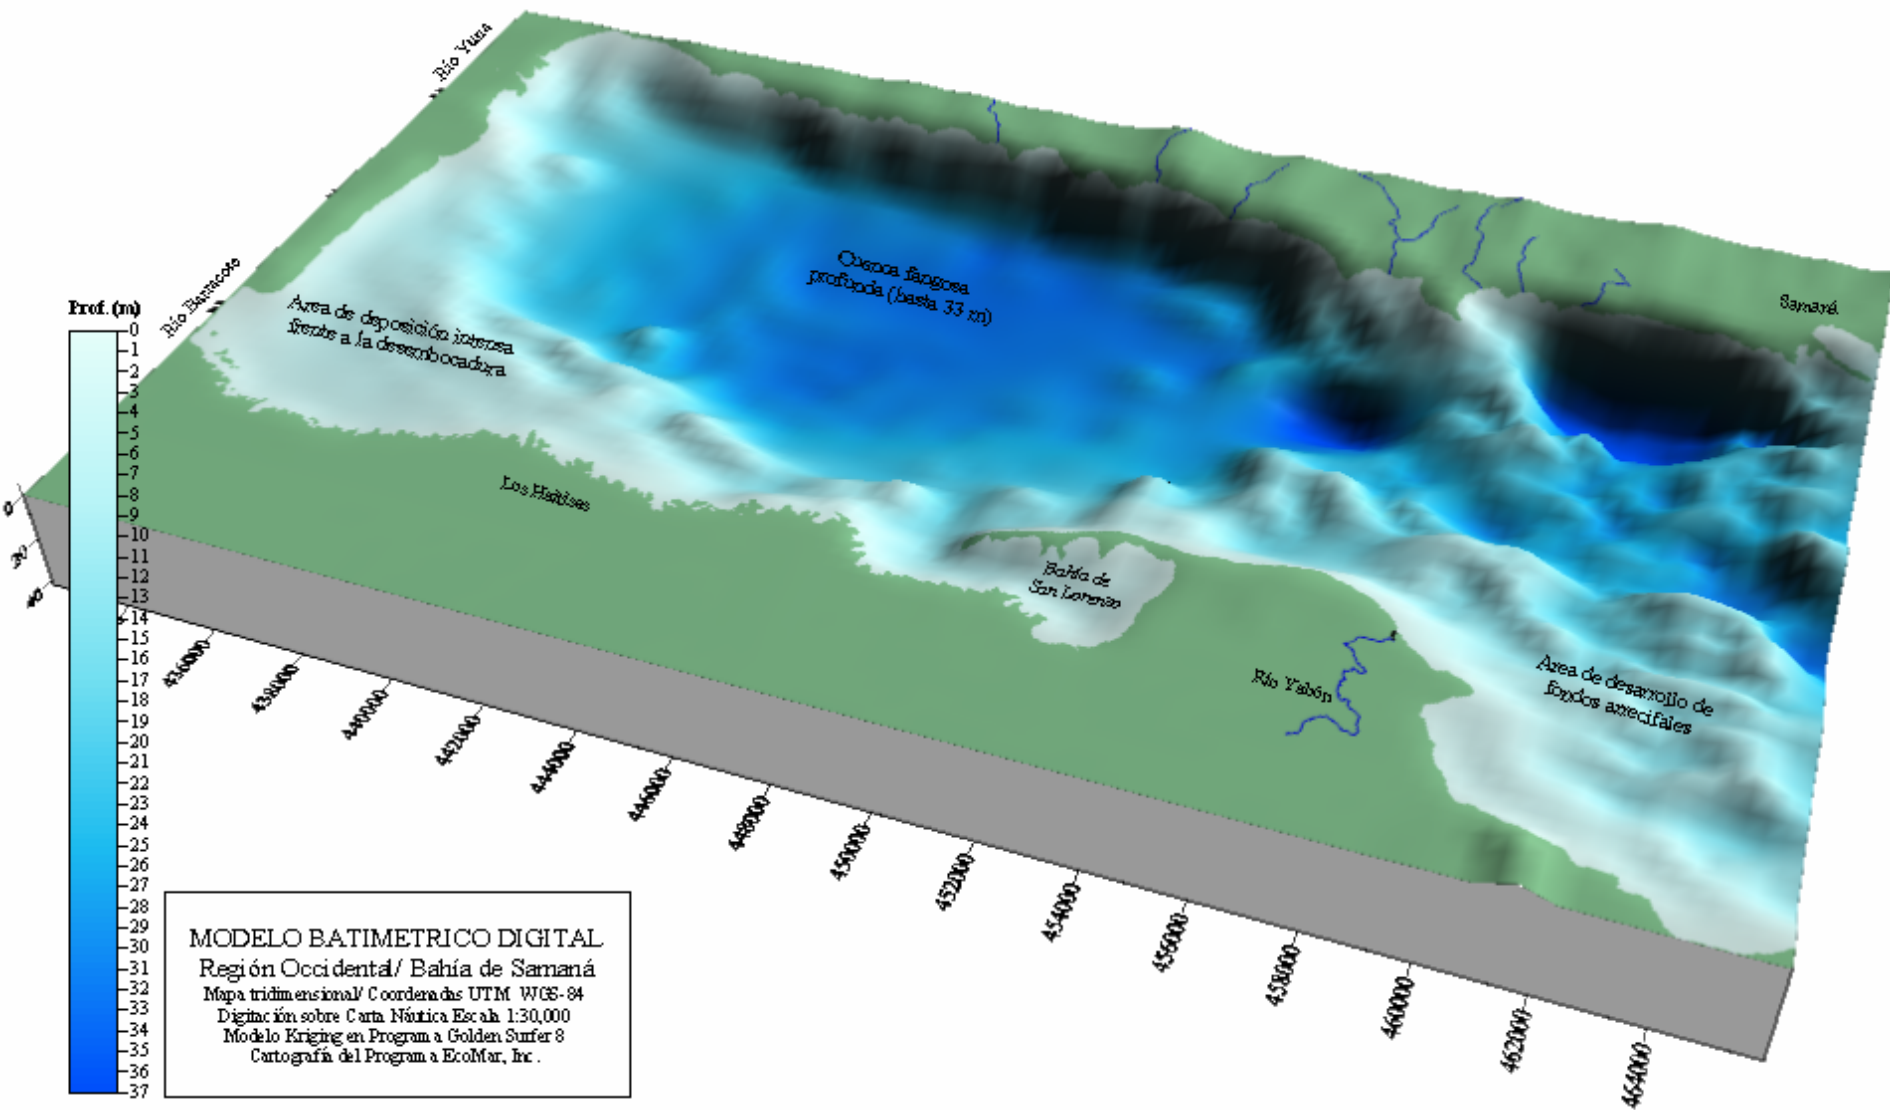 Río Yuna
Río Barracote
Prof. (m)
0
-1
-2
-3
-4
-5
-6
-7
-8
-9
-10
-11
-12
-13
-14
-15
-16
-17
-18
-19
-20
-21
-22
-23
-24
-25
-26
-27
-28
-29
-30
-31
-32
-33
-34
-35
-36
-37
Area de deposición intensa
frente a la desembocadura
Cuenca fangosa
profunda (hasta 33 m)
Samaná
Los Haitises
Bahía de
San Lorenzo
Río Yabón
Area de desarrollo de
fondos arrecifales
0
40
436000
438000
440000
442000
444000
446000
448000
450000
452000
454000
456000
458000
460000
462000
464000
MODELO BATIMETRICO DIGITAL
Región Occidental/ Bahía de Samaná
Mapa tridimensional/ Coordenadas UTM WGS-84
Digitación sobre Carta Náutica Escala 1:30,000
Modelo Kriging en Programa Golden Surfer 8
Cartografía del Programa EcoMar, Inc.